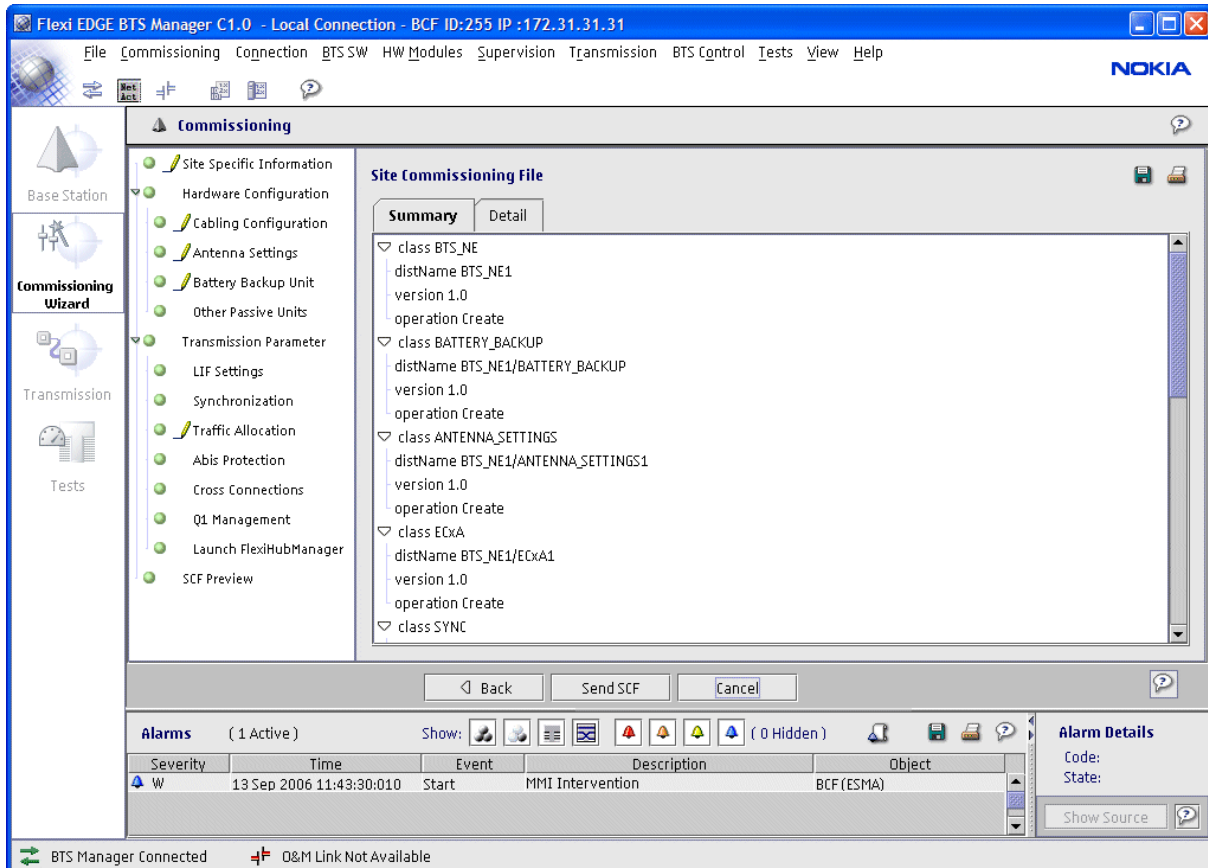 Flexi EDGE BTS Manager C1.0 - Local Connection - BCF ID:255 IP :172.31.31.31
File Commissioning Connection BTS SW HW Modules Supervision Transmission BTS Control Tests View Help
NOKIA
Net Act
Commissioning
Base Station
Commissioning Wizard
Transmission
Tests
Site Specific Information
Hardware Configuration
Cabling Configuration
Antenna Settings
Battery Backup Unit
Other Passive Units
Transmission Parameter
LIF Settings
Synchronization
Traffic Allocation
Abis Protection
Cross Connections
Q1 Management
Launch FlexiHubManager
SCF Preview
Site Commissioning File
Summary Detail
class BTS_NE
distName BTS_NE1
version 1.0
operation Create
class BATTERY_BACKUP
distName BTS_NE1/BATTERY_BACKUP
version 1.0
operation Create
class ANTENNA_SETTINGS
distName BTS_NE1/ANTENNA_SETTINGS1
version 1.0
operation Create
class ECxA
distName BTS_NE1/ECxA1
version 1.0
operation Create
class SYNC
Back Send SCF Cancel
Alarms (1 Active) Show: (0 Hidden)
Severity Time Event Description Object
W 13 Sep 2006 11:43:30:010 Start MMI Intervention BCF(ESMA)
Alarm Details
Code:
State:
Show Source
BTS Manager Connected O&M Link Not Available